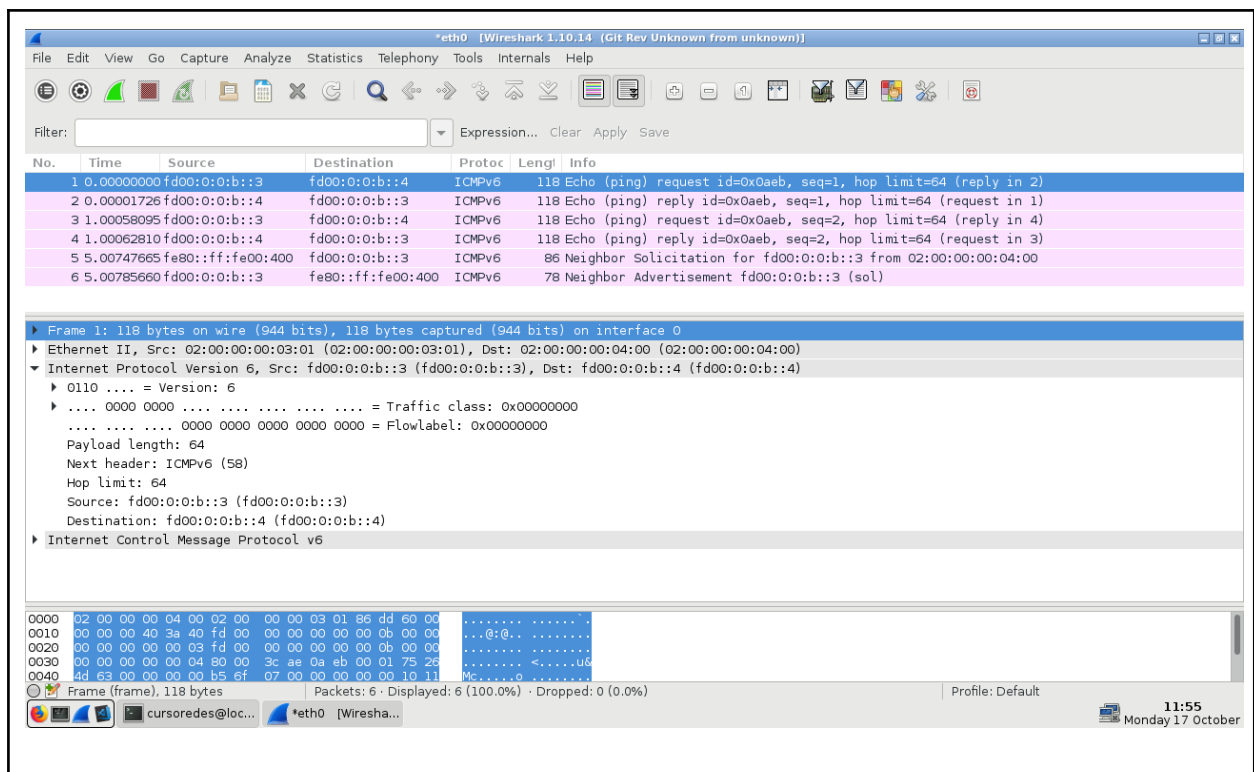 *eth0 [Wireshark 1.10.14 (Git Rev Unknown from unknown)]
File Edit View Go Capture Analyze Statistics Telephony Tools Internals Help
Filter: Expression... Clear Apply Save
No. Time Source Destination Protoc Lengt Info
1 0.00000000 fd00:0:0:b::3 fd00:0:0:b::4 ICMPv6 118 Echo (ping) request id=0x0aeb, seq=1, hop limit=64 (reply in 2)
2 0.00001726 fd00:0:0:b::4 fd00:0:0:b::3 ICMPv6 118 Echo (ping) reply id=0x0aeb, seq=1, hop limit=64 (request in 1)
3 1.00058095 fd00:0:0:b::3 fd00:0:0:b::4 ICMPv6 118 Echo (ping) request id=0x0aeb, seq=2, hop limit=64 (reply in 4)
4 1.00062810 fd00:0:0:b::4 fd00:0:0:b::3 ICMPv6 118 Echo (ping) reply id=0x0aeb, seq=2, hop limit=64 (request in 3)
5 5.00747665 fe80::ff:fe00:400 fd00:0:0:b::3 ICMPv6 86 Neighbor Solicitation for fd00:0:0:b::3 from 02:00:00:00:04:00
6 5.00785660 fd00:0:0:b::3 fe80::ff:fe00:400 ICMPv6 78 Neighbor Advertisement fd00:0:0:b::3 (sol)
Frame 1: 118 bytes on wire (944 bits), 118 bytes captured (944 bits) on interface 0
Ethernet II, Src: 02:00:00:00:03:01 (02:00:00:00:03:01), Dst: 02:00:00:00:04:00 (02:00:00:00:04:00)
Internet Protocol Version 6, Src: fd00:0:0:b::3 (fd00:0:0:b::3), Dst: fd00:0:0:b::4 (fd00:0:0:b::4)
0110 .... = Version: 6
.... 0000 0000 .... .... .... .... .... = Traffic class: 0x00000000
.... .... .... 0000 0000 0000 0000 0000 = Flowlabel: 0x00000000
Payload length: 64
Next header: ICMPv6 (58)
Hop limit: 64
Source: fd00:0:0:b::3 (fd00:0:0:b::3)
Destination: fd00:0:0:b::4 (fd00:0:0:b::4)
Internet Control Message Protocol v6
0000 02 00 00 00 04 00 02 00 00 00 03 01 86 dd 60 00 ........ ......`.
0010 00 00 00 40 3a 40 fd 00 00 00 00 00 00 0b 00 00 ...@:@.. ........
0020 00 00 00 00 00 03 fd 00 00 00 00 00 00 0b 00 00 ........ ........
0030 00 00 00 00 00 04 80 00 3c ae 0a eb 00 01 75 26 ........ <.....u&
0040 4d 63 00 00 00 00 b5 6f 07 00 00 00 00 00 10 11 Mc.....o ........
Frame (frame), 118 bytes Packets: 6 · Displayed: 6 (100.0%) · Dropped: 0 (0.0%) Profile: Default
cursoredes@loc... *eth0 [Wiresha... 11:55
Monday 17 October